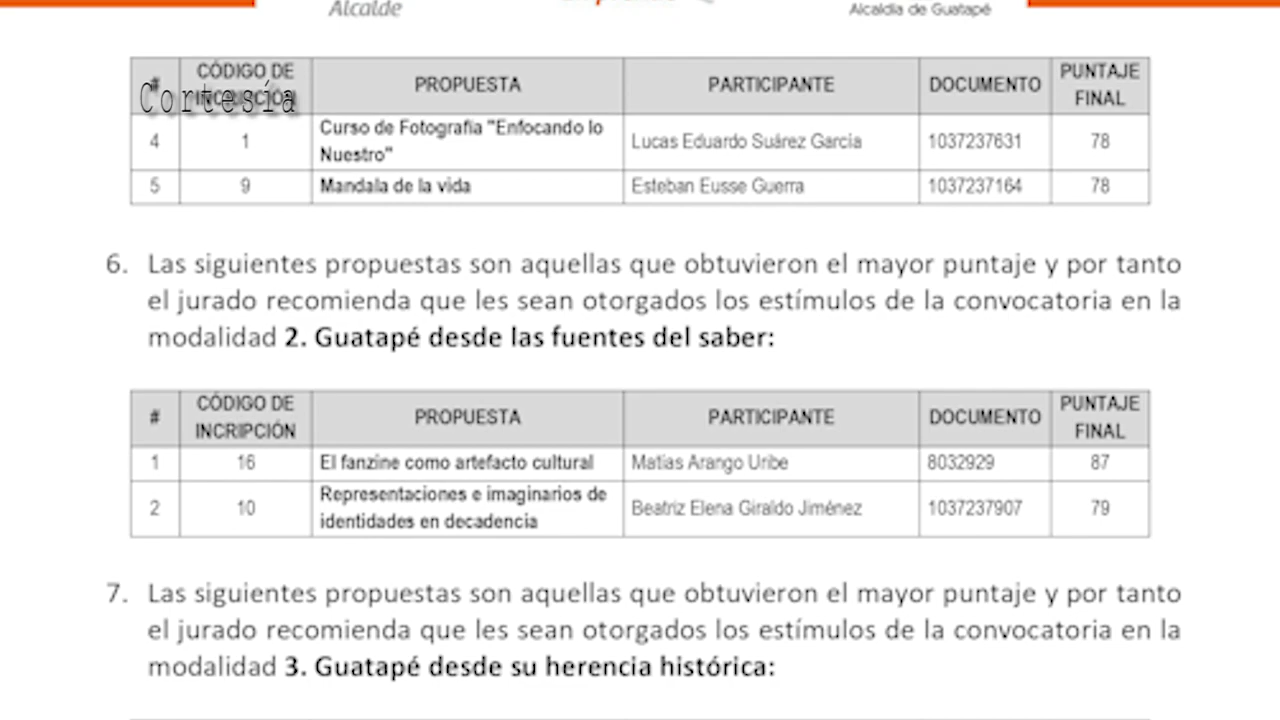 Alcalde
Alcaldía de Guatapé
# CÓDIGO DE PROPUESTA PARTICIPANTE DOCUMENTO PUNTAJE FINAL
Cortesía
4 1 Curso de Fotografía "Enfocando lo Nuestro" Lucas Eduardo Suárez García 1037237631 78
5 9 Mandala de la vida Esteban Eusse Guerra 1037237164 78
6. Las siguientes propuestas son aquellas que obtuvieron el mayor puntaje y por tanto
el jurado recomienda que les sean otorgados los estímulos de la convocatoria en la
modalidad 2. Guatapé desde las fuentes del saber:
# CÓDIGO DE INCRIPCIÓN PROPUESTA PARTICIPANTE DOCUMENTO PUNTAJE FINAL
1 16 El fanzine como artefacto cultural Matías Arango Uribe 8032929 87
2 10 Representaciones e imaginarios de identidades en decadencia Beatriz Elena Giraldo Jiménez 1037237907 79
7. Las siguientes propuestas son aquellas que obtuvieron el mayor puntaje y por tanto
el jurado recomienda que les sean otorgados los estímulos de la convocatoria en la
modalidad 3. Guatapé desde su herencia histórica: